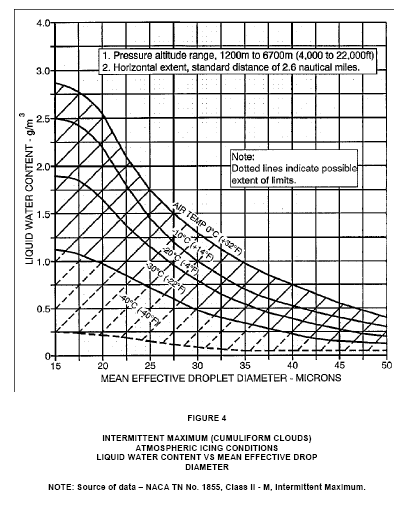 4.0
3.0
2.5
2.0
1.5
1.0
0.5
0
1. Pressure altitude range, 1200m to 6700m (4,000 to 22,000ft)
2. Horizontal extent, standard distance of 2.6 nautical miles.
Note:
Dotted lines indicate possible
extent of limits.
AIR TEMP 0°C (+32°F)
-10°C (+14°F)
-20°C (-4°F)
-30°C (-22°F)
-40°C (-40°F)
LIQUID WATER CONTENT - g/m3
15 20 25 30 35 40 45 50
MEAN EFFECTIVE DROPLET DIAMETER - MICRONS
FIGURE 4
INTERMITTENT MAXIMUM (CUMULIFORM CLOUDS)
ATMOSPHERIC ICING CONDITIONS
LIQUID WATER CONTENT VS MEAN EFFECTIVE DROP
DIAMETER
NOTE: Source of data – NACA TN No. 1855, Class II - M, Intermittent Maximum.